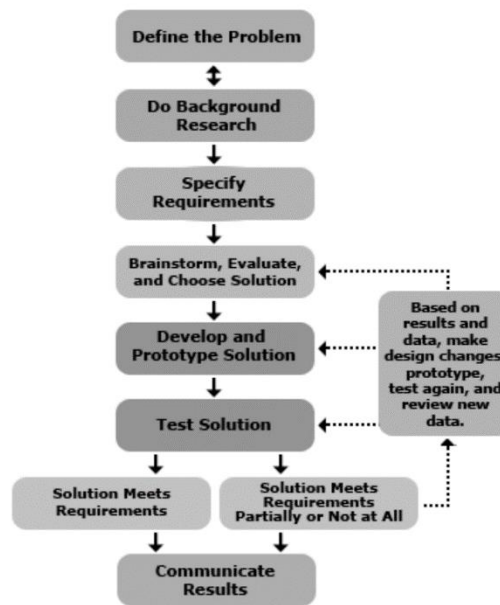 Define the Problem
Do Background
Research
Specify
Requirements
Brainstorm, Evaluate,
and Choose Solution
Based on
results and
data, make
design changes,
prototype,
test again, and
review new
data.
Develop and
Prototype Solution
Test Solution
Solution Meets
Requirements
Solution Meets
Requirements
Partially or Not at All
Communicate
Results